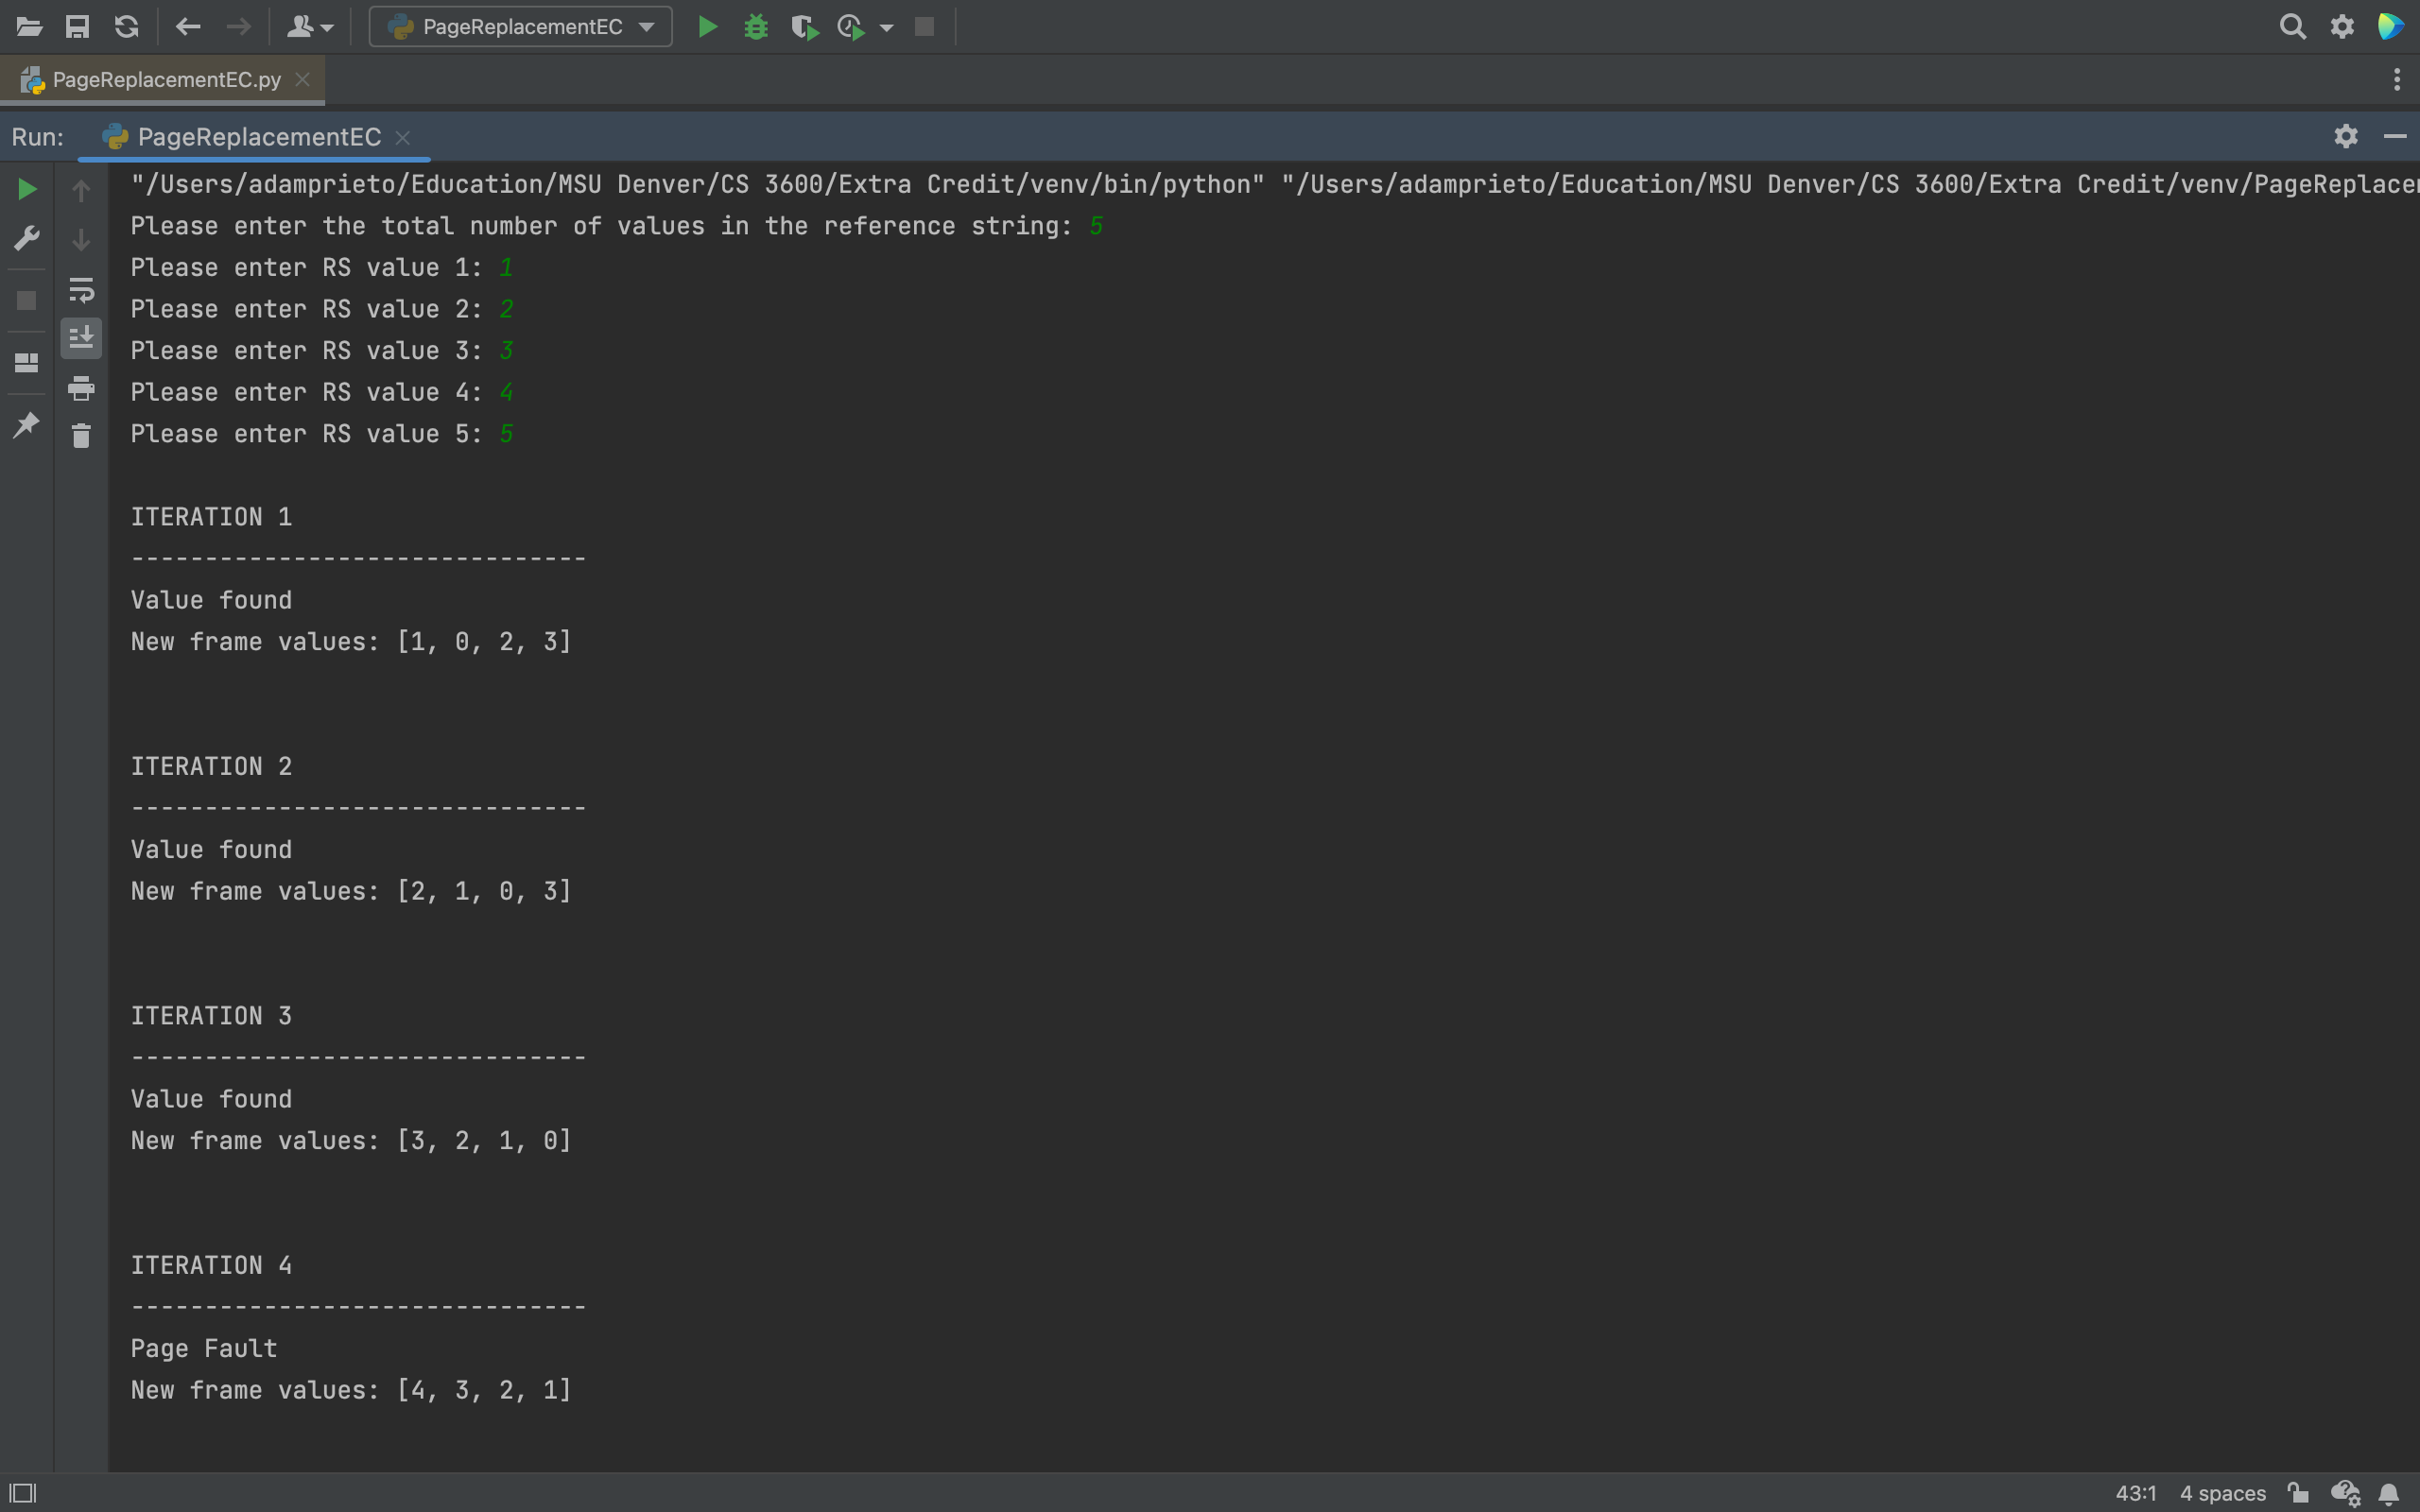 PageReplacementEC
PageReplacementEC.py
Run: PageReplacementEC
"/Users/adamprieto/Education/MSU Denver/CS 3600/Extra Credit/venv/bin/python" "/Users/adamprieto/Education/MSU Denver/CS 3600/Extra Credit/venv/PageReplace
Please enter the total number of values in the reference string: 5
Please enter RS value 1: 1
Please enter RS value 2: 2
Please enter RS value 3: 3
Please enter RS value 4: 4
Please enter RS value 5: 5
ITERATION 1
-------------------------------
Value found
New frame values: [1, 0, 2, 3]
ITERATION 2
-------------------------------
Value found
New frame values: [2, 1, 0, 3]
ITERATION 3
-------------------------------
Value found
New frame values: [3, 2, 1, 0]
ITERATION 4
-------------------------------
Page Fault
New frame values: [4, 3, 2, 1]
43:1 4 spaces